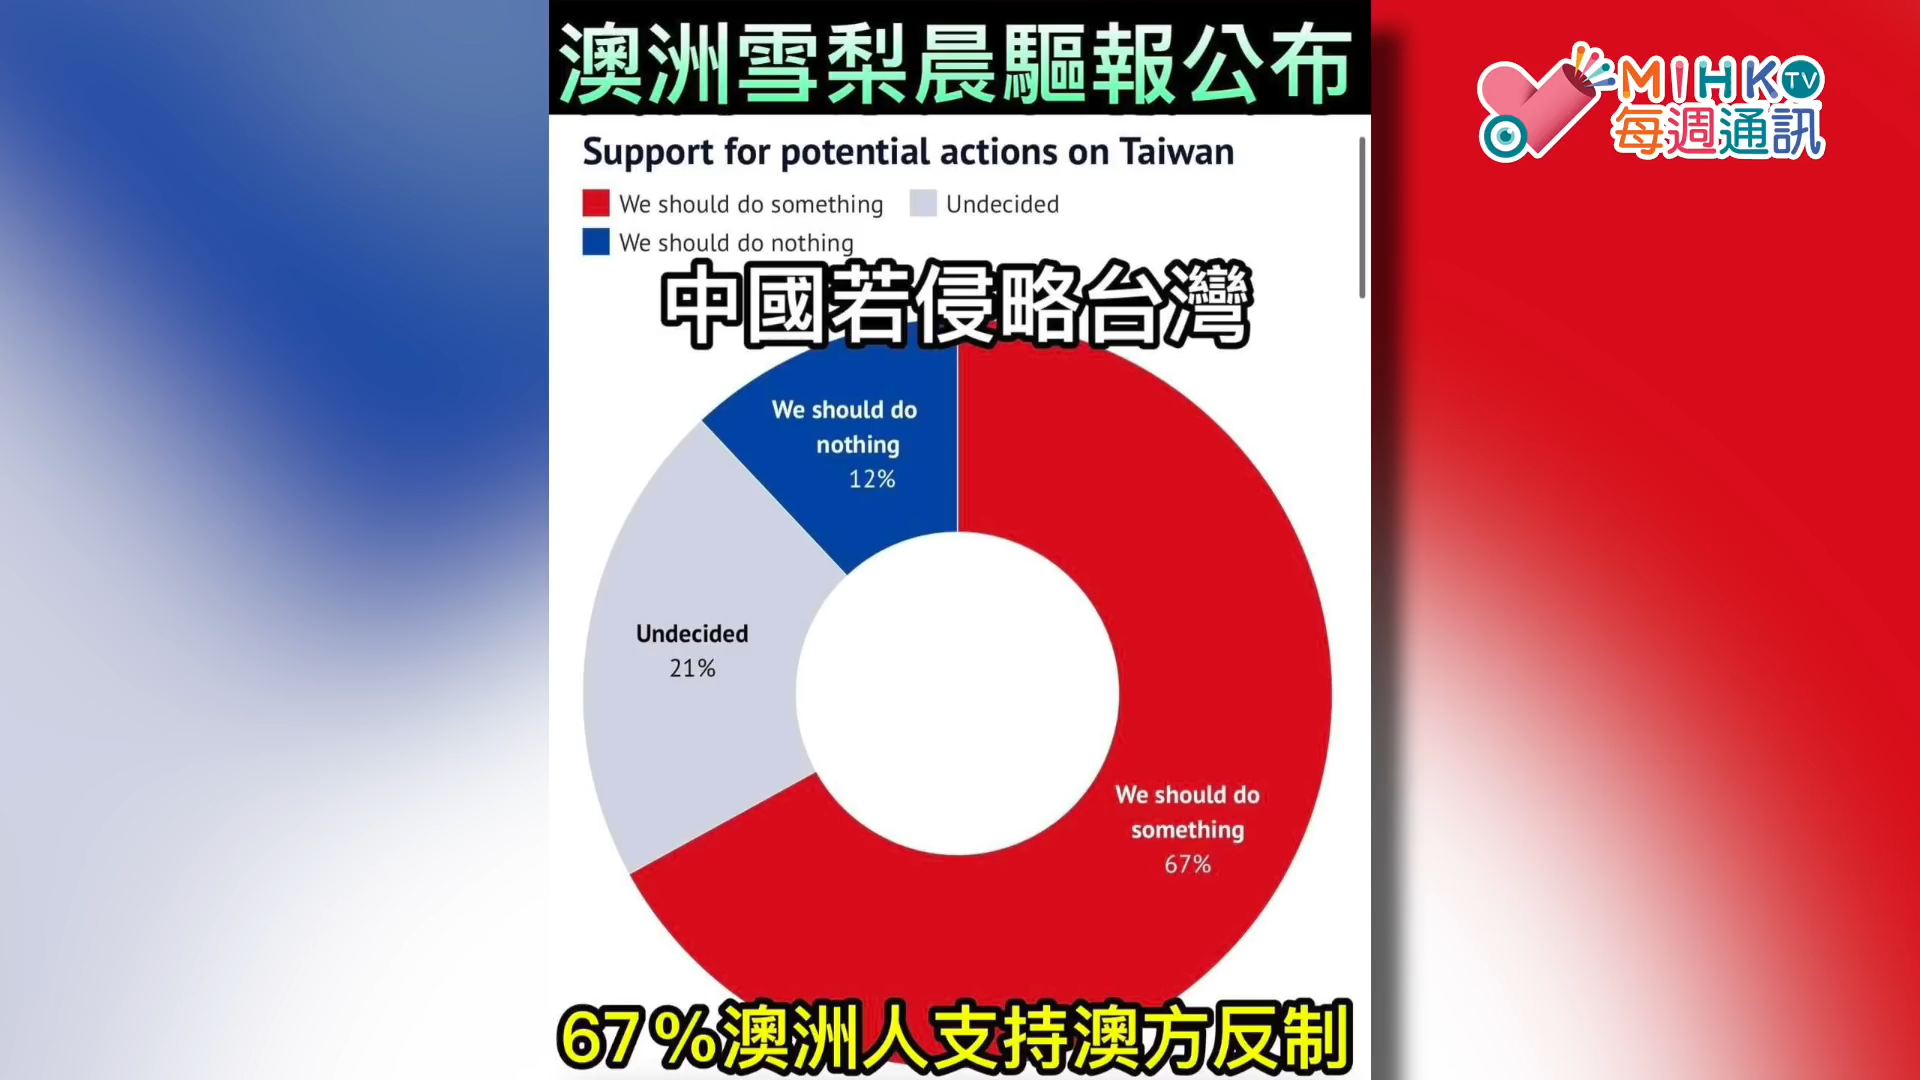 澳洲雪梨晨驅報公布
MIHK TV
每週通訊
Support for potential actions on Taiwan
We should do something
Undecided
We should do nothing
中國若侵略台灣
We should do
nothing
12%
Undecided
21%
We should do
something
67%
67%澳洲人支持澳方反制